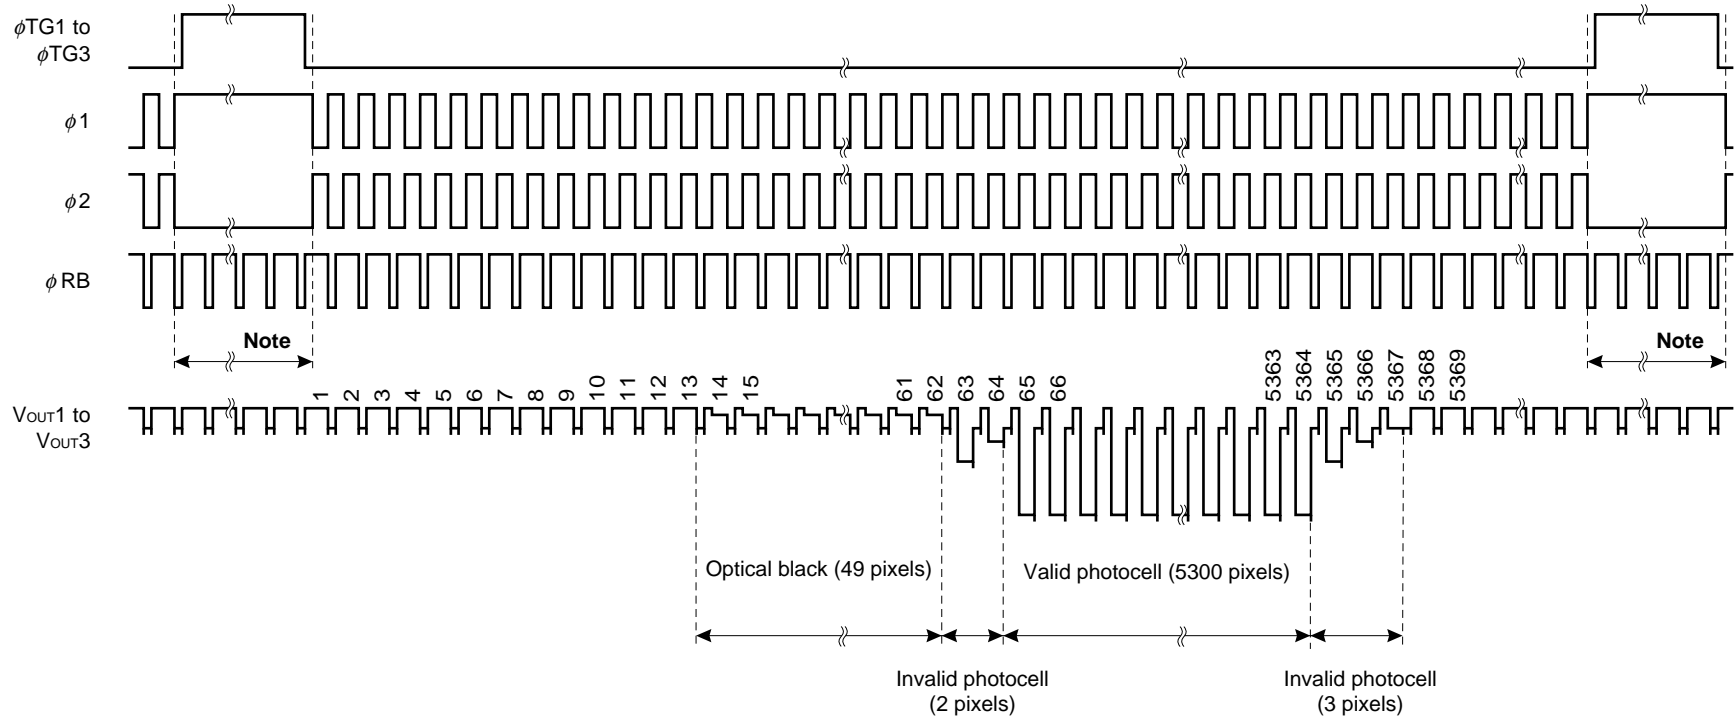 ϕTG1 to
ϕTG3
ϕ1
ϕ2
ϕRB
Note
Note
VOUT1 to
VOUT3
1 2 3 4 5 6 7 8 9 10 11 12 13 14 15 61 62 63 64 65 66 5363 5364 5365 5366 5367 5368 5369
Optical black (49 pixels)
Valid photocell (5300 pixels)
Invalid photocell
(2 pixels)
Invalid photocell
(3 pixels)